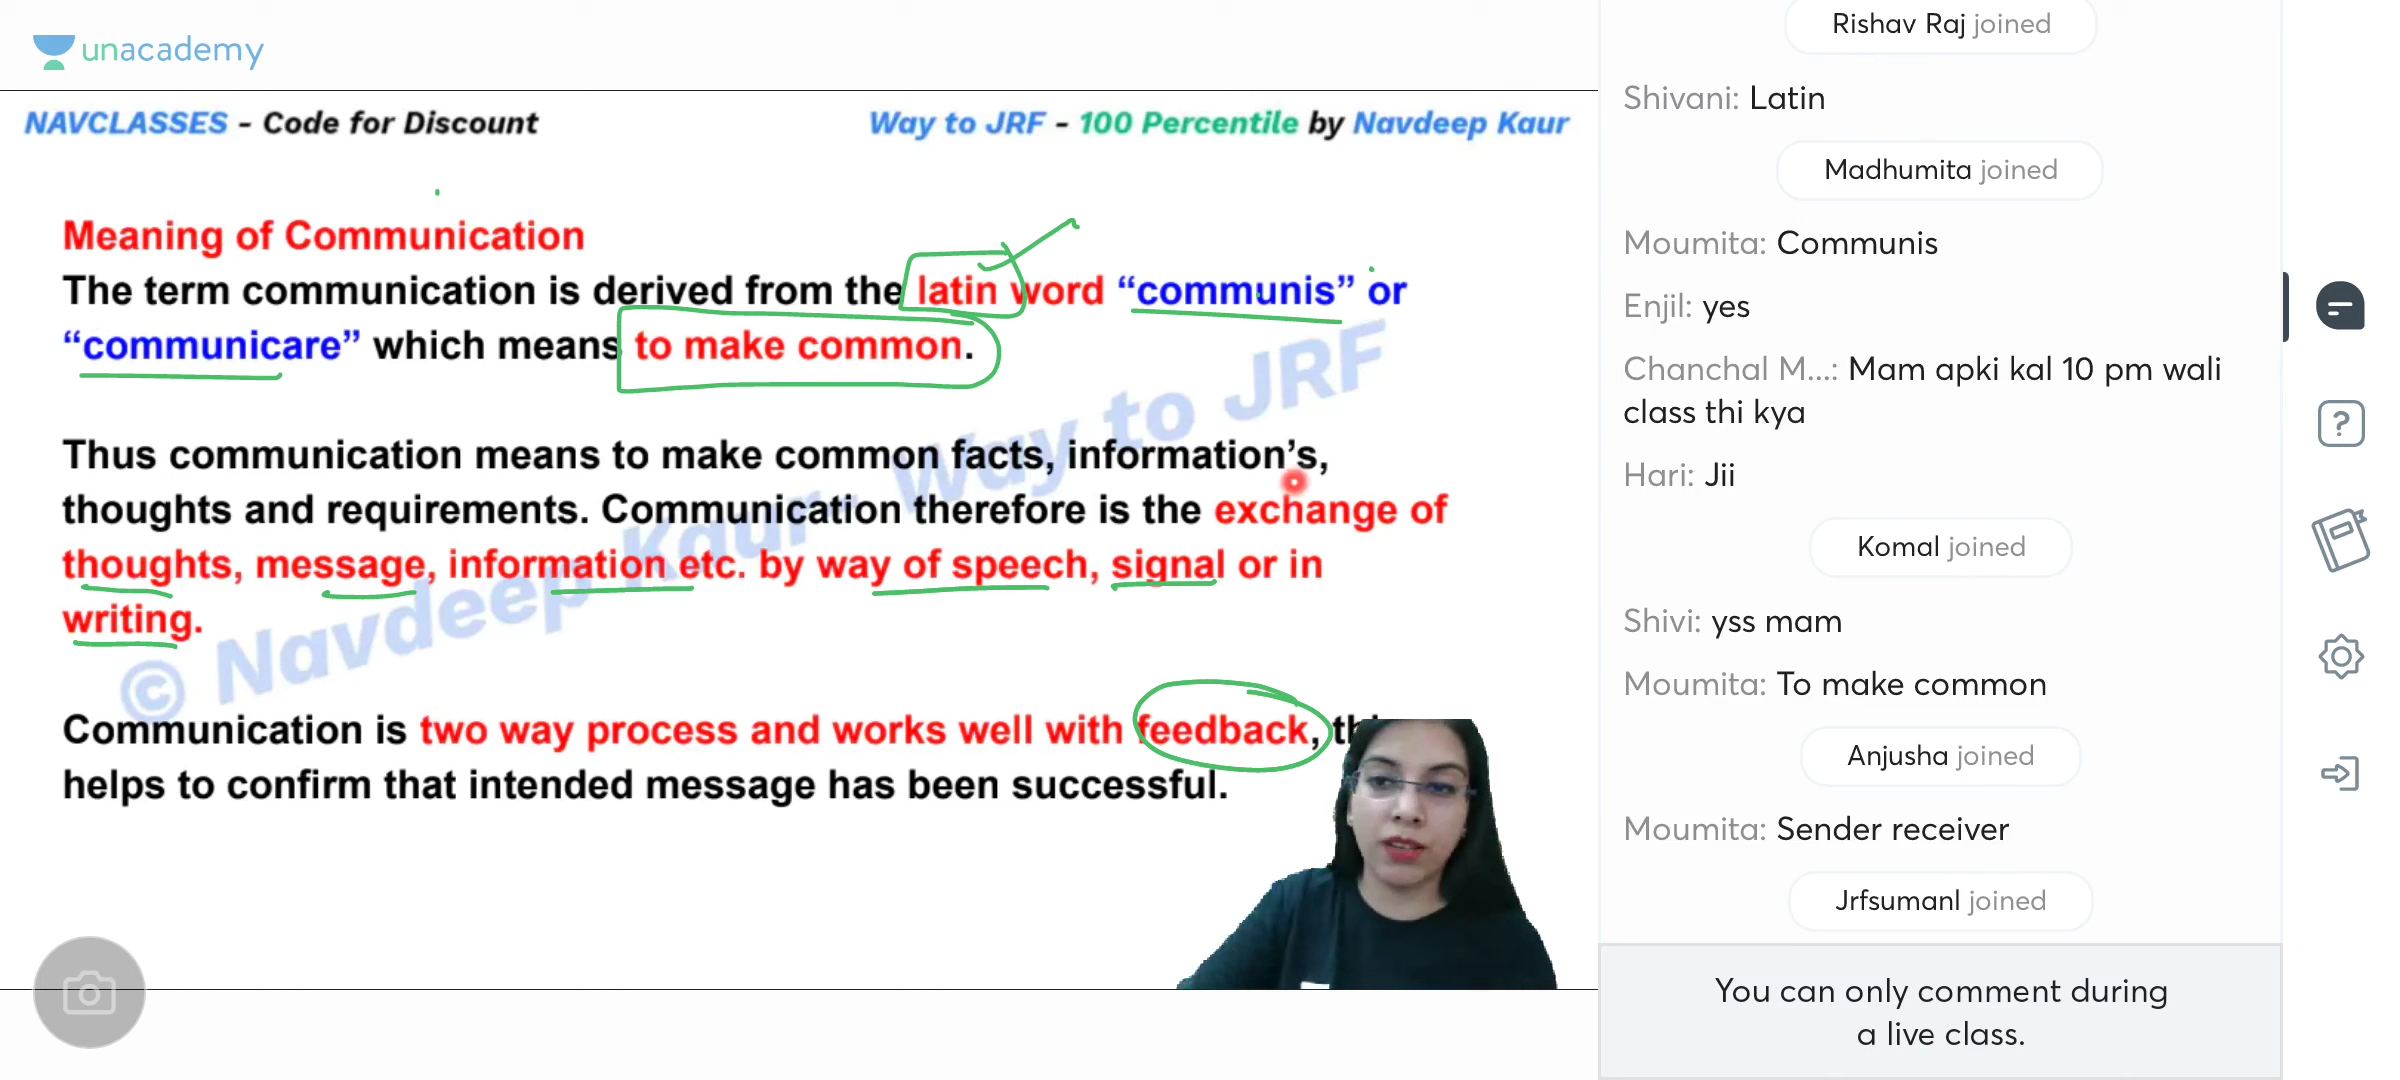 unacademy
NAVCLASSES - Code for Discount
Way to JRF - 100 Percentile by Navdeep Kaur
Meaning of Communication
The term communication is derived from the latin word “communis” or
“communicare” which means to make common.
Thus communication means to make common facts, information’s,
thoughts and requirements. Communication therefore is the exchange of
thoughts, message, information etc. by way of speech, signal or in
writing.
Communication is two way process and works well with feedback,
helps to confirm that intended message has been successful.
© Navdeep Kaur - Way to JRF
Rishav Raj joined
Shivani: Latin
Madhumita joined
Moumita: Communis
Enjil: yes
Chanchal M...: Mam apki kal 10 pm wali
class thi kya
Hari: Jii
Komal joined
Shivi: yss mam
Moumita: To make common
Anjusha joined
Moumita: Sender receiver
Jrfsumanl joined
You can only comment during
a live class.